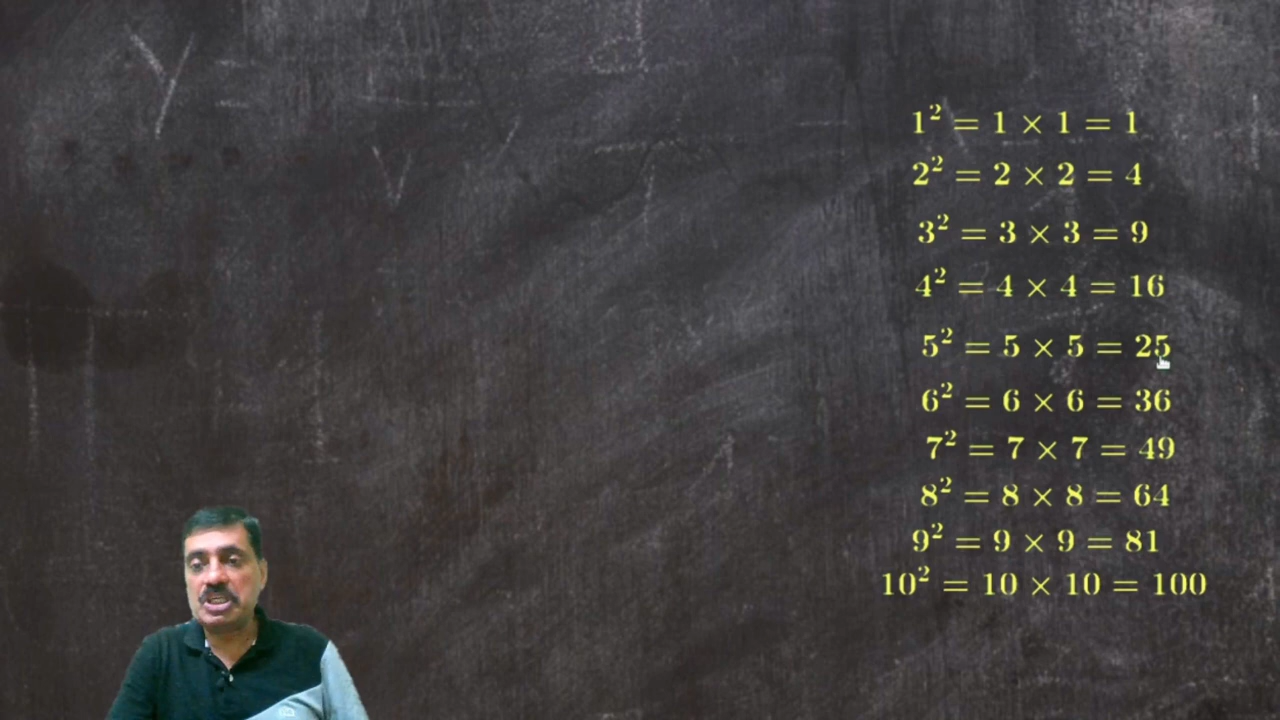 1² = 1 × 1 = 1
2² = 2 × 2 = 4
3² = 3 × 3 = 9
4² = 4 × 4 = 16
5² = 5 × 5 = 25
6² = 6 × 6 = 36
7² = 7 × 7 = 49
8² = 8 × 8 = 64
9² = 9 × 9 = 81
10² = 10 × 10 = 100